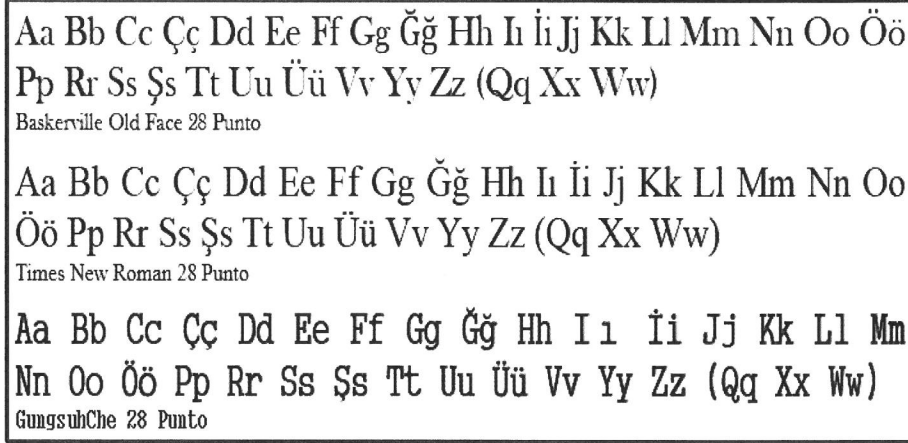 Aa Bb Cc Çç Dd Ee Ff Gg Ğğ Hh Iı İi Jj Kk Ll Mm Nn Oo Öö
Pp Rr Ss Şs Tt Uu Üü Vv Yy Zz (Qq Xx Ww)
Baskerville Old Face 28 Punto
Aa Bb Cc Çç Dd Ee Ff Gg Ğğ Hh Iı İi Jj Kk Ll Mm Nn Oo
Öö Pp Rr Ss Şs Tt Uu Üü Vv Yy Zz (Qq Xx Ww)
Times New Roman 28 Punto
Aa Bb Cc Çç Dd Ee Ff Gg Ğğ Hh Iı İi Jj Kk Ll Mm
Nn Oo Öö Pp Rr Ss Şs Tt Uu Üü Vv Yy Zz (Qq Xx Ww)
GungsuhChe 28 Punto